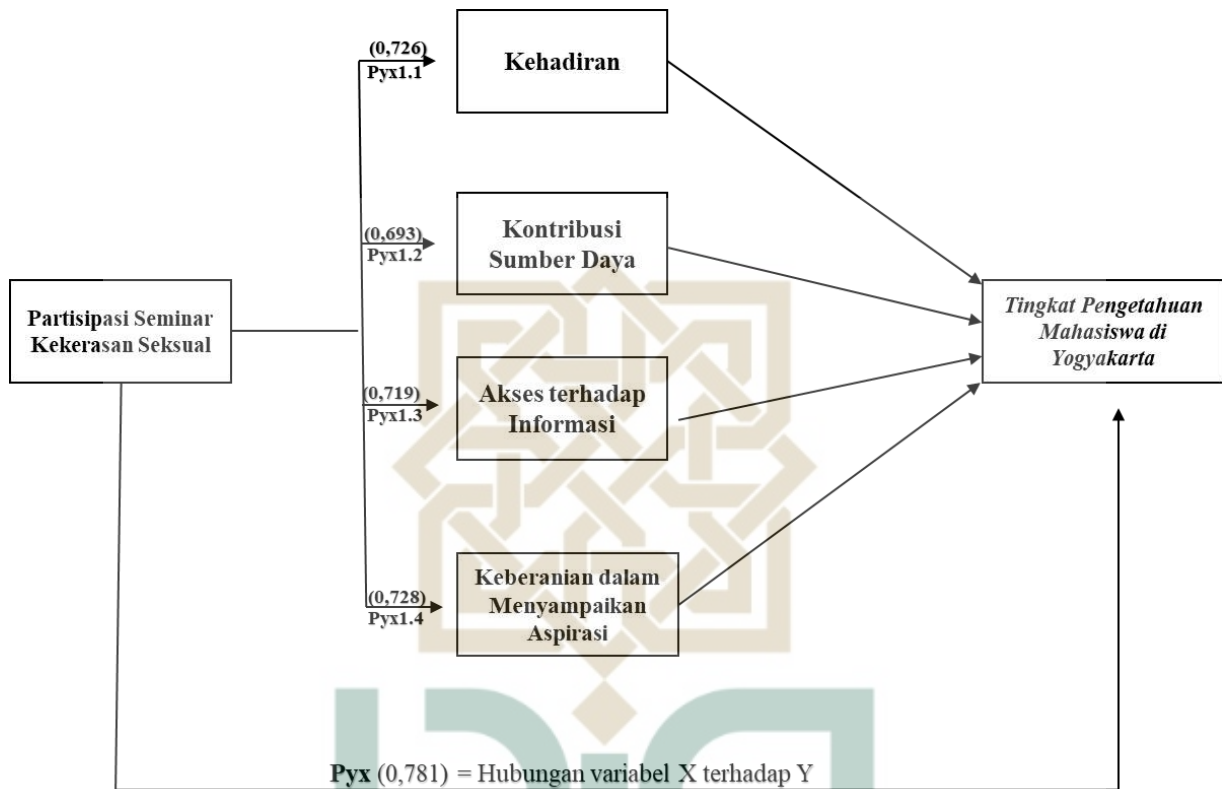 (0,726)
Pyx1.1
Kehadiran
(0,693)
Pyx1.2
Kontribusi
Sumber Daya
Partisipasi Seminar
Kekerasan Seksual
Tingkat Pengetahuan
Mahasiswa di
Yogyakarta
(0,719)
Pyx1.3
Akses terhadap
Informasi
(0,728)
Pyx1.4
Keberanian dalam
Menyampaikan
Aspirasi
Pyx (0,781) = Hubungan variabel X terhadap Y